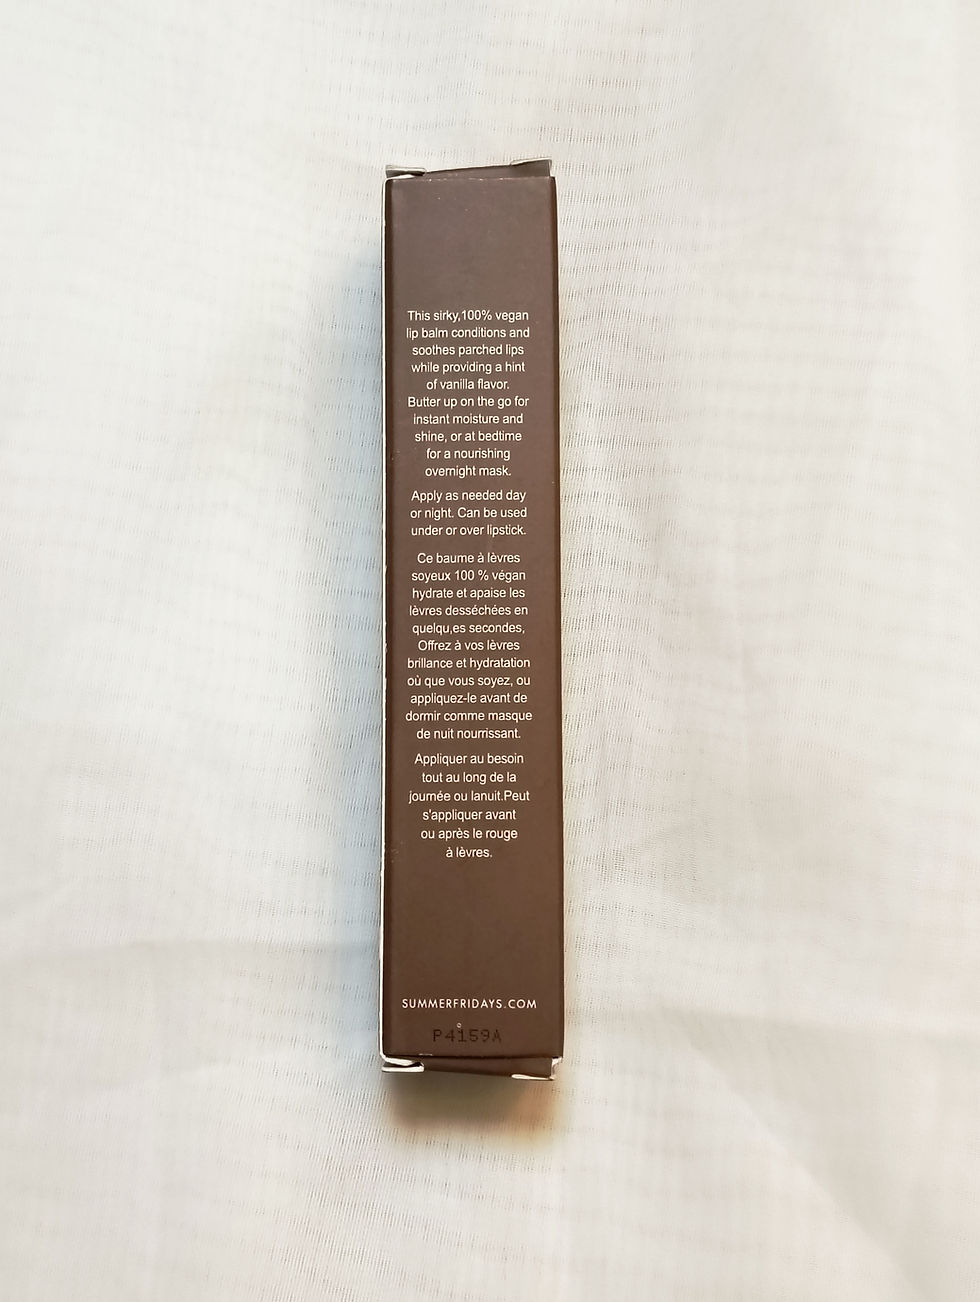 This sirky,100% vegan
lip balm conditions and
soothes parched lips
while providing a hint
of vanilla flavor.
Butter up on the go for
instant moisture and
shine, or at bedtime
for a nourishing
overnight mask.
Apply as needed day
or night. Can be used
under or over lipstick.
Ce baume à lèvres
soyeux 100 % végan
hydrate et apaise les
lèvres desséchées en
quelqu,es secondes,
Offrez à vos lèvres
brillance et hydratation
où que vous soyez, ou
appliquez-le avant de
dormir comme masque
de nuit nourrissant.
Appliquer au besoin
tout au long de la
journée ou lanuit.Peut
s'appliquer avant
ou après le rouge
à lèvres.
SUMMERFRIDAYS.COM
P4159A